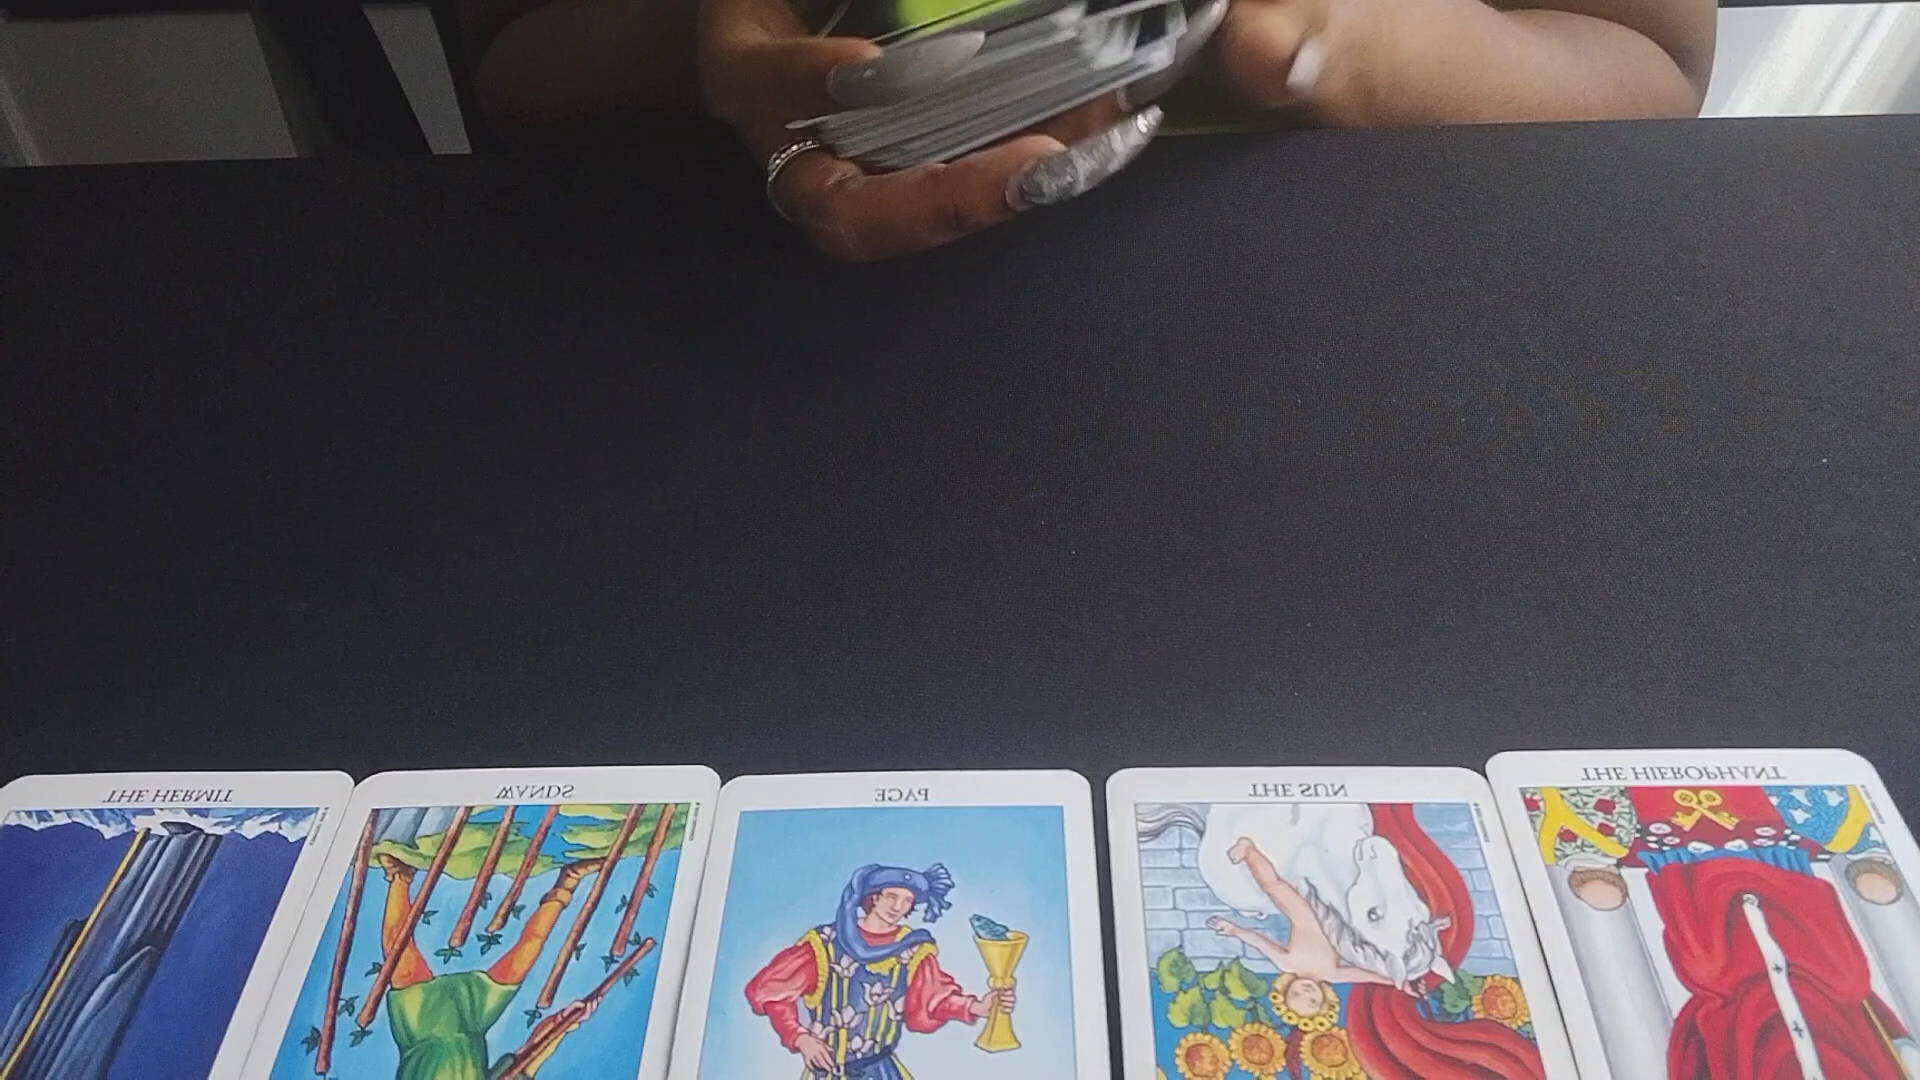 THE HERMIT
WANDS
PAGE
THE SUN
THE HIEROPHANT